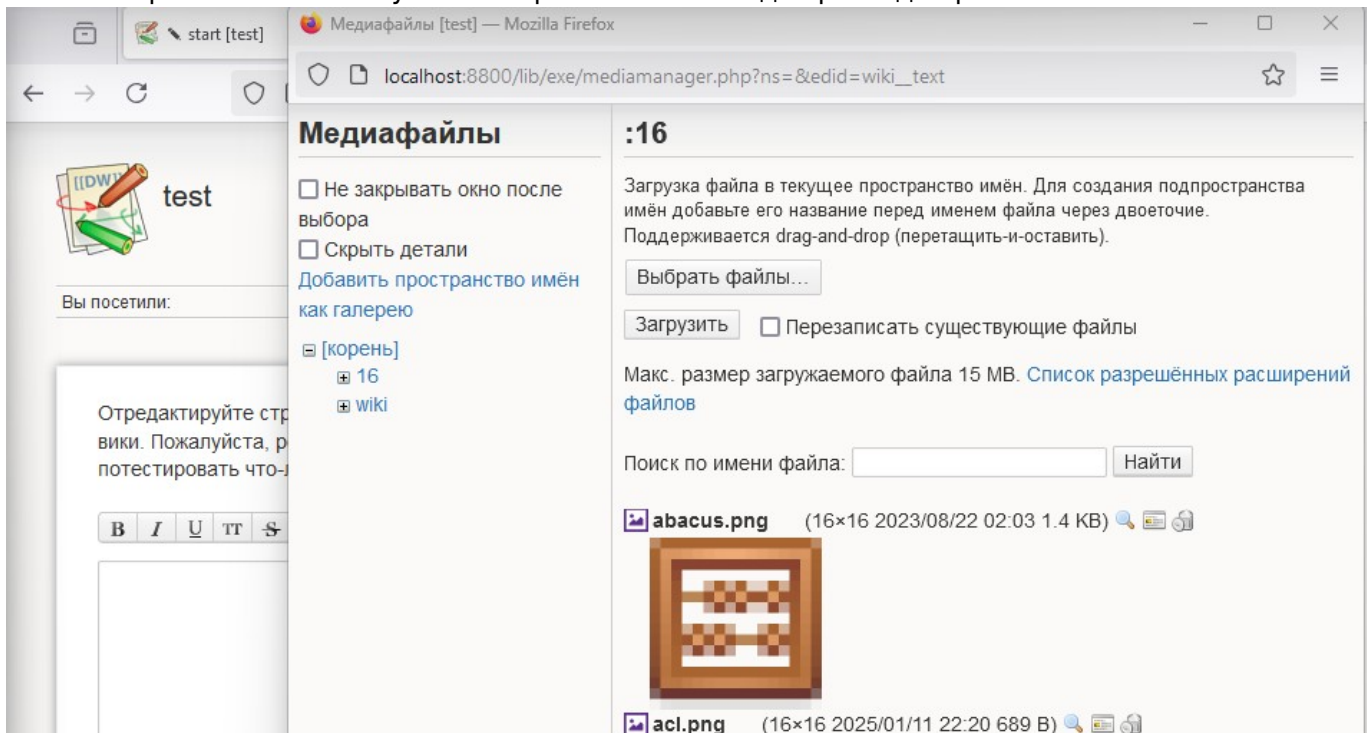 start [test]
Медиафайлы [test] — Mozilla Firefox
localhost:8800/lib/exe/mediamanager.php?ns=&edid=wiki__text
[[DW]]
test
Вы посетили:
Отредактируйте стр
вики. Пожалуйста, р
потестировать что-
B I U TT S
Медиафайлы
Не закрывать окно после
выбора
Скрыть детали
Добавить пространство имён
как галерею
[корень]
16
wiki
:16
Загрузка файла в текущее пространство имён. Для создания подпространства
имён добавьте его название перед именем файла через двоеточие.
Поддерживается drag-and-drop (перетащить-и-оставить).
Выбрать файлы...
Загрузить Перезаписать существующие файлы
Макс. размер загружаемого файла 15 MB. Список разрешённых расширений
файлов
Поиск по имени файла: Найти
abacus.png (16×16 2023/08/22 02:03 1.4 KB)
acl.png (16×16 2025/01/11 22:20 689 B)